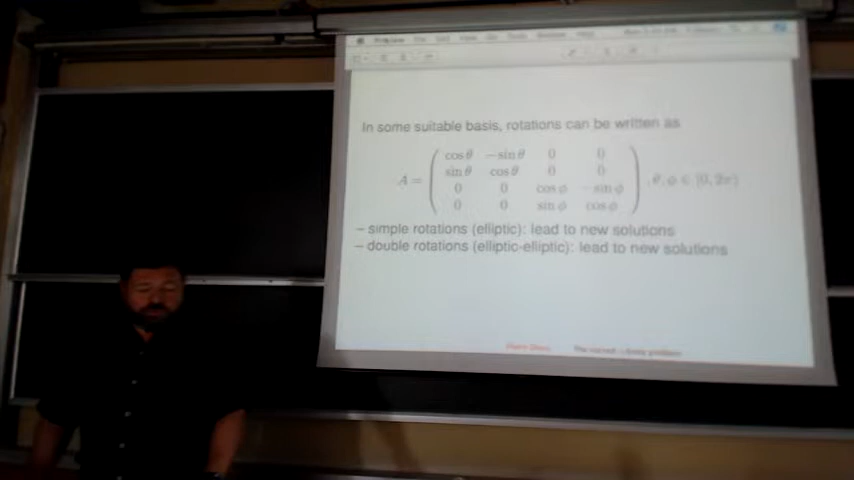 In some suitable basis, rotations can be written as
cos θ −sin θ 0 0
sin θ cos θ 0 0
A =
0 0 cos φ −sin φ
, θ, φ ∈ [0, 2π)
0 0 sin φ cos φ
– simple rotations (elliptic): lead to new solutions
– double rotations (elliptic-elliptic): lead to new solutions